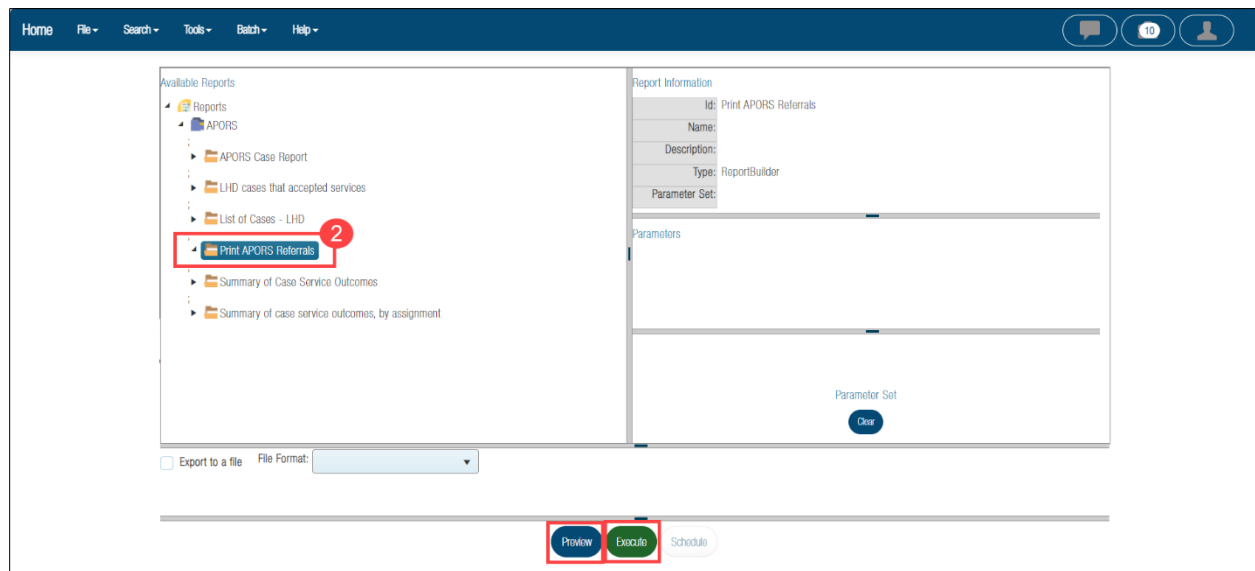 Home File Search Tools Batch Help 10
Available Reports
Reports
APORS
APORS Case Report
LHD cases that accepted services
List of Cases - LHD
2
Print APORS Referrals
Summary of Case Service Outcomes
Summary of case service outcomes, by assignment
Report Information
Id: Print APORS Referrals
Name:
Description:
Type: ReportBuilder
Parameter Set:
Parameters
Parameter Set
Clear
Export to a file File Format:
Preview Execute Schedule